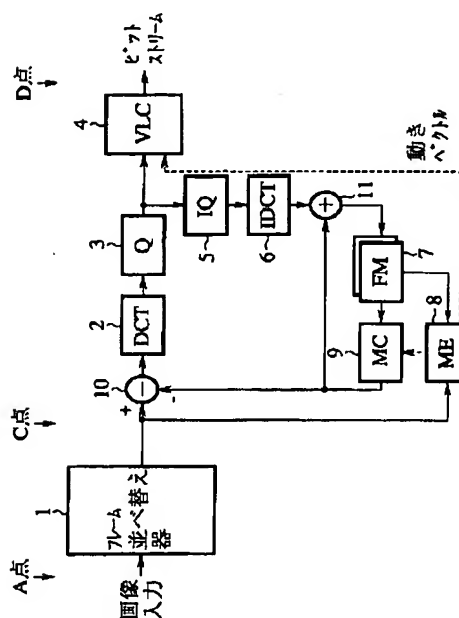 A点
C点
D点
1
フレーム
並べ替え
器
画像
入力
10
+
-
−
2
DCT
3
Q
4
VLC
ビット
ストリーム
5
IQ
6
IDCT
+
11
動き
ベクトル
9
MC
FM
7
8
ME